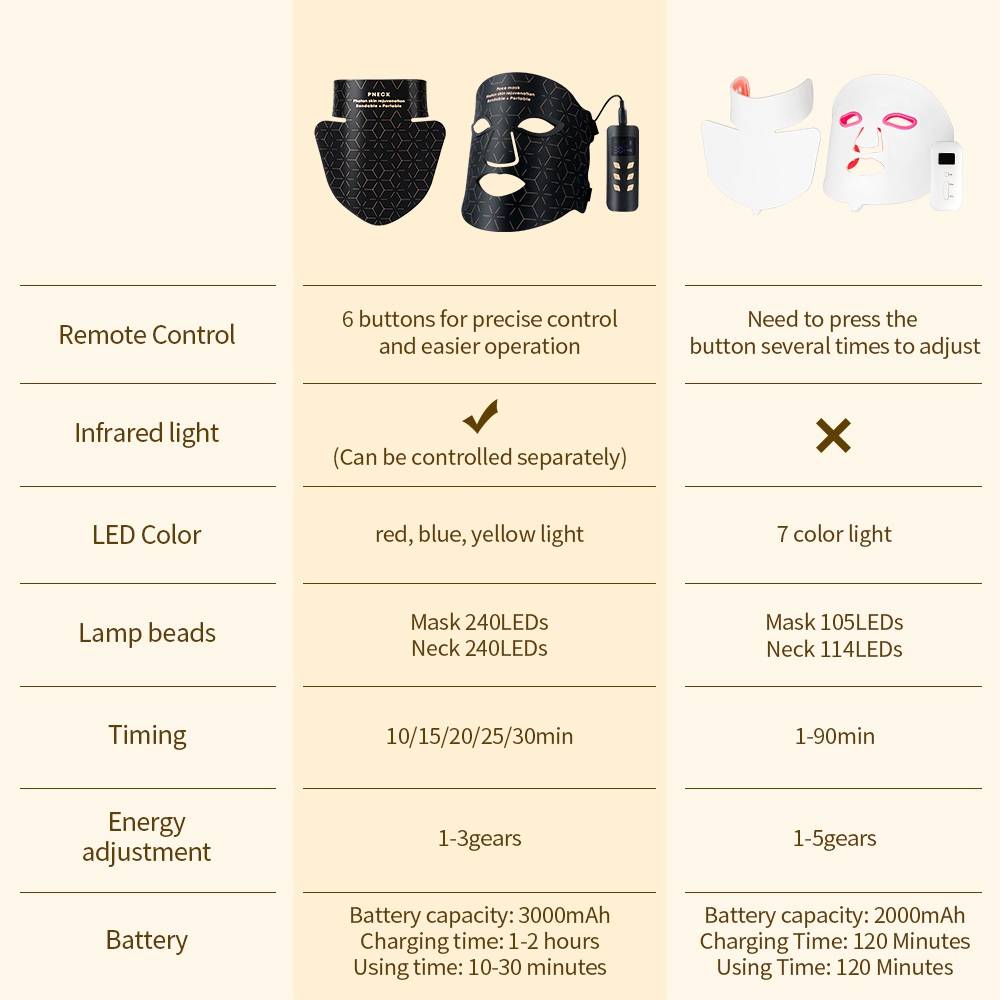 PNECK
Photon skin rejuvenation
Bendable + Portable
Face mask
Photon skin rejuvenation
Bendable + Portable
Remote Control
6 buttons for precise control
and easier operation
Need to press the
button several times to adjust
Infrared light
(Can be controlled separately)
LED Color
red, blue, yellow light
7 color light
Lamp beads
Mask 240LEDs
Neck 240LEDs
Mask 105LEDs
Neck 114LEDs
Timing
10/15/20/25/30min
1-90min
Energy
adjustment
1-3gears
1-5gears
Battery
Battery capacity: 3000mAh
Charging time: 1-2 hours
Using time: 10-30 minutes
Battery capacity: 2000mAh
Charging Time: 120 Minutes
Using Time: 120 Minutes